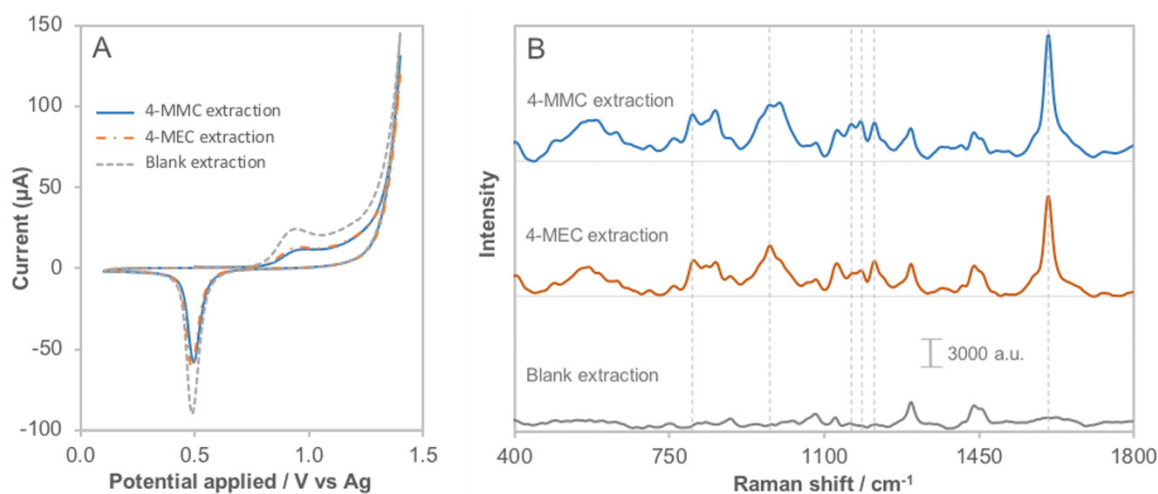 A
150
100
50
0
-50
-100
0.0
0.5
1.0
1.5
Current (µA)
Potential applied / V vs Ag
4-MMC extraction
4-MEC extraction
Blank extraction
B
4-MMC extraction
4-MEC extraction
Blank extraction
3000 a.u.
Intensity
400
750
1100
1450
1800
Raman shift / cm-1